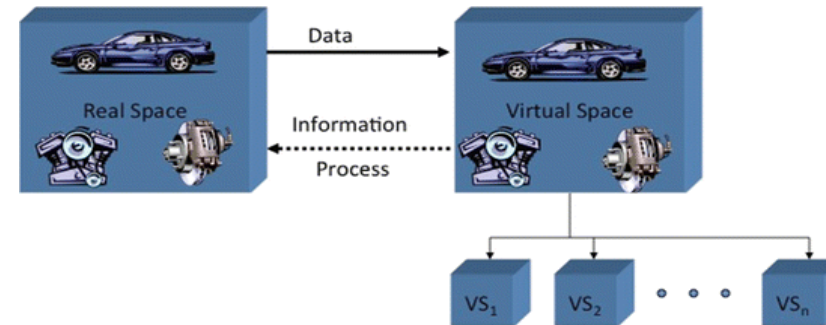 Data
Real Space
Virtual Space
Information
Process
VS₁
VS₂
VSₙ